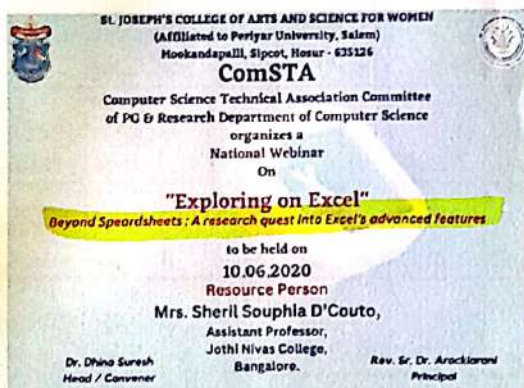 St. JOSEPH'S COLLEGE OF ARTS AND SCIENCE FOR WOMEN
(Affiliated to Periyar University, Salem)
Mookandapalli, Sipcot, Hosur - 635126
ComSTA
Computer Science Technical Association Committee
of PG & Research Department of Computer Science
organizes a
National Webinar
On
"Exploring on Excel"
Beyond Speardsheets ; A research quest into Excel's advanced features
to be held on
10.06.2020
Resource Person
Mrs. Sheril Souphia D'Couto,
Assistant Professor,
Jothi Nivas College,
Bangalore.
Dr. Dhina Suresh
Head / Convener
Rev. Sr. Dr. Arockiarani
Principal